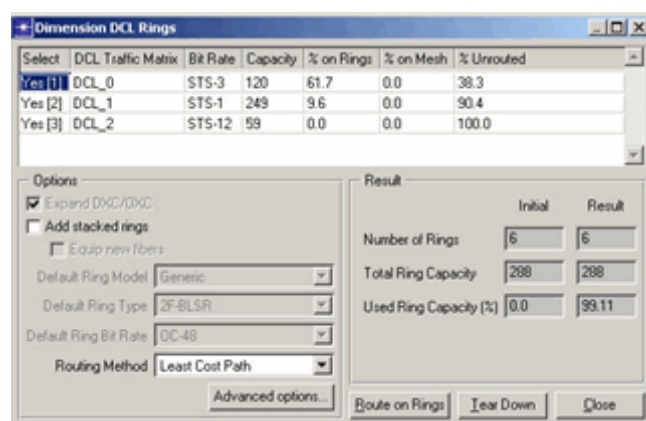 Dimension DCL Rings
Select DCL Traffic Matrix Bit Rate Capacity % on Rings % on Mesh % Unrouted
Yes [1] DCL_0 STS-3 120 61.7 0.0 38.3
Yes [2] DCL_1 STS-1 249 9.6 0.0 90.4
Yes [3] DCL_2 STS-12 59 0.0 0.0 100.0
Options
Expand DXC/OXC
Add stacked rings
Equip new fibers
Default Ring Model Generic
Default Ring Type 2F-BLSR
Default Ring Bit Rate OC-48
Routing Method Least Cost Path
Advanced options...
Result
Initial Result
Number of Rings 6 6
Total Ring Capacity 288 288
Used Ring Capacity (%) 0.0 99.11
Route on Rings Tear Down Close